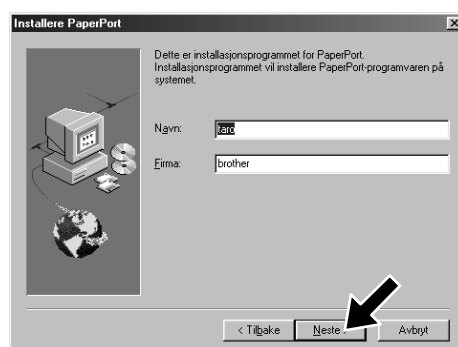 Installere PaperPort
Dette er installasjonsprogrammet for PaperPort.
Installasjonsprogrammet vil installere PaperPort-programvaren på
systemet.
Navn: taro
Firma: brother
< Tilbake Neste > Avbryt